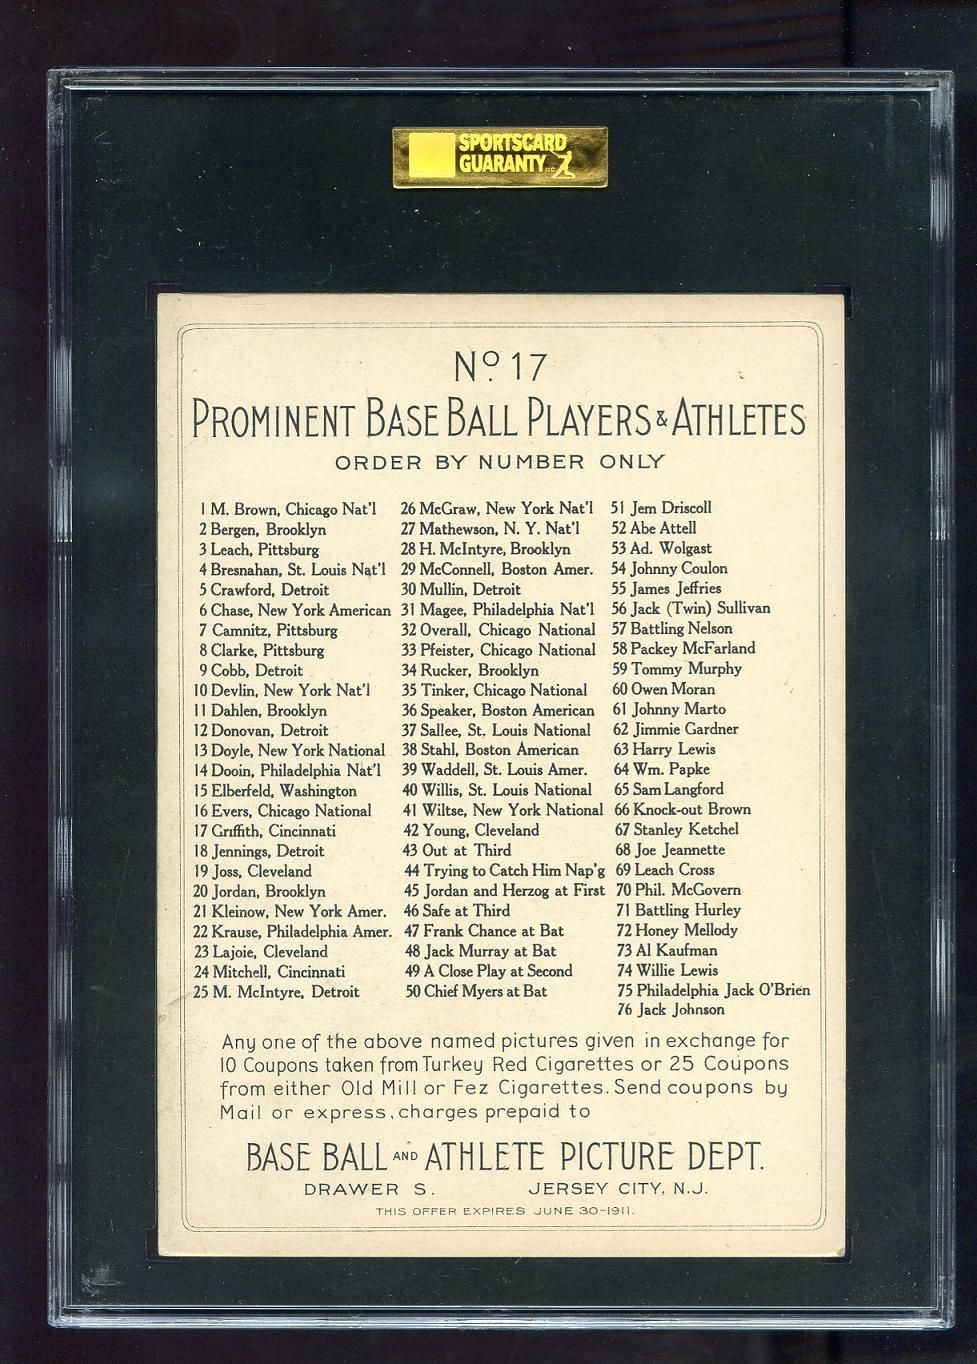 SPORTSCARD
GUARANTY LLC
No 17
PROMINENT BASE BALL PLAYERS & ATHLETES
ORDER BY NUMBER ONLY
1 M. Brown, Chicago Nat'l
2 Bergen, Brooklyn
3 Leach, Pittsburg
4 Bresnahan, St. Louis Nat'l
5 Crawford, Detroit
6 Chase, New York American
7 Camnitz, Pittsburg
8 Clarke, Pittsburg
9 Cobb, Detroit
10 Devlin, New York Nat'l
11 Dahlen, Brooklyn
12 Donovan, Detroit
13 Doyle, New York National
14 Dooin, Philadelphia Nat'l
15 Elberfeld, Washington
16 Evers, Chicago National
17 Griffith, Cincinnati
18 Jennings, Detroit
19 Joss, Cleveland
20 Jordan, Brooklyn
21 Kleinow, New York Amer.
22 Krause, Philadelphia Amer.
23 Lajoie, Cleveland
24 Mitchell, Cincinnati
25 M. McIntyre, Detroit
26 McGraw, New York Nat'l
27 Mathewson, N. Y. Nat'l
28 H. McIntyre, Brooklyn
29 McConnell, Boston Amer.
30 Mullin, Detroit
31 Magee, Philadelphia Nat'l
32 Overall, Chicago National
33 Pfeister, Chicago National
34 Rucker, Brooklyn
35 Tinker, Chicago National
36 Speaker, Boston American
37 Sallee, St. Louis National
38 Stahl, Boston American
39 Waddell, St. Louis Amer.
40 Willis, St. Louis National
41 Wiltse, New York National
42 Young, Cleveland
43 Out at Third
44 Trying to Catch Him Nap'g
45 Jordan and Herzog at First
46 Safe at Third
47 Frank Chance at Bat
48 Jack Murray at Bat
49 A Close Play at Second
50 Chief Myers at Bat
51 Jem Driscoll
52 Abe Attell
53 Ad. Wolgast
54 Johnny Coulon
55 James Jeffries
56 Jack (Twin) Sullivan
57 Battling Nelson
58 Packey McFarland
59 Tommy Murphy
60 Owen Moran
61 Johnny Marto
62 Jimmie Gardner
63 Harry Lewis
64 Wm. Papke
65 Sam Langford
66 Knock-out Brown
67 Stanley Ketchel
68 Joe Jeannette
69 Leach Cross
70 Phil. McGovern
71 Battling Hurley
72 Honey Mellody
73 Al Kaufman
74 Willie Lewis
75 Philadelphia Jack O'Brien
76 Jack Johnson
Any one of the above named pictures given in exchange for
10 Coupons taken from Turkey Red Cigarettes or 25 Coupons
from either Old Mill or Fez Cigarettes. Send coupons by
Mail or express, charges prepaid to
BASE BALL AND ATHLETE PICTURE DEPT.
DRAWER S. JERSEY CITY, N.J.
THIS OFFER EXPIRES JUNE 30-1911.